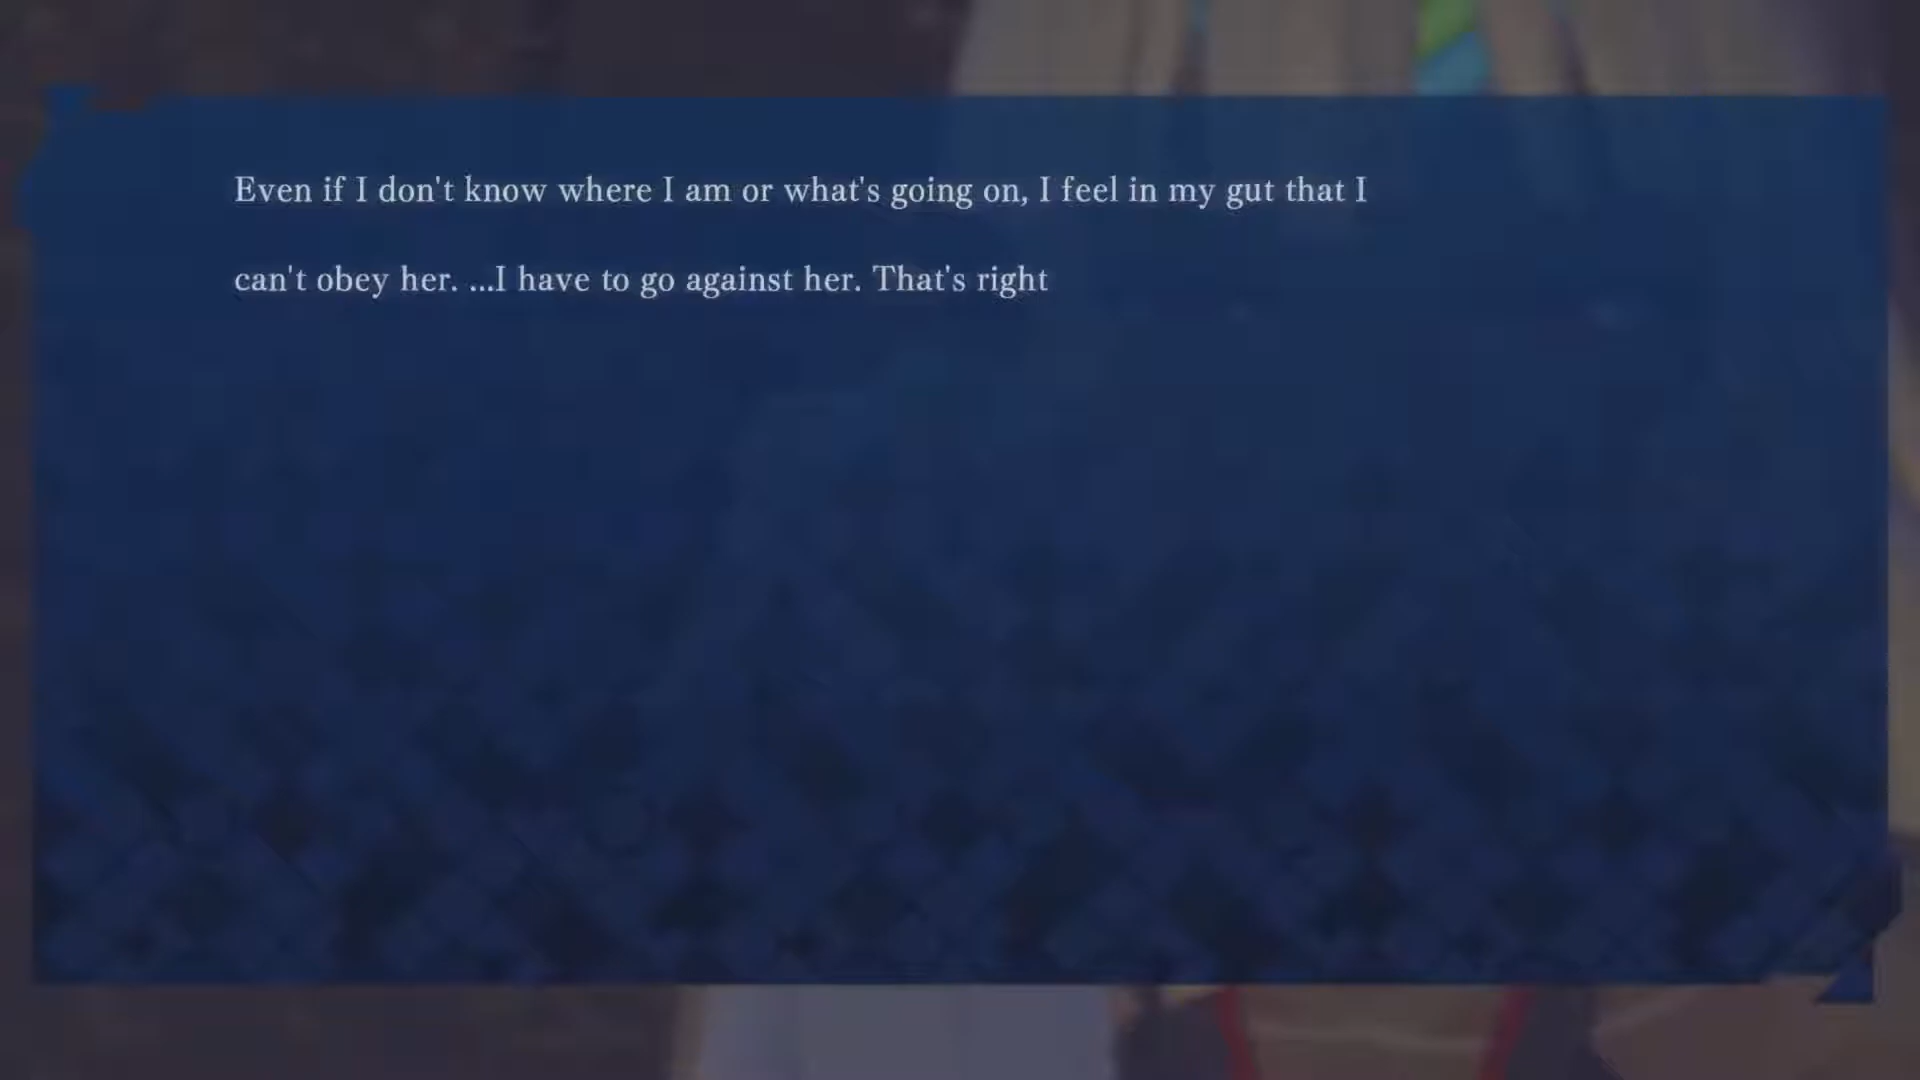 Even if I don't know where I am or what's going on, I feel in my gut that I
can't obey her. ...I have to go against her. That's right